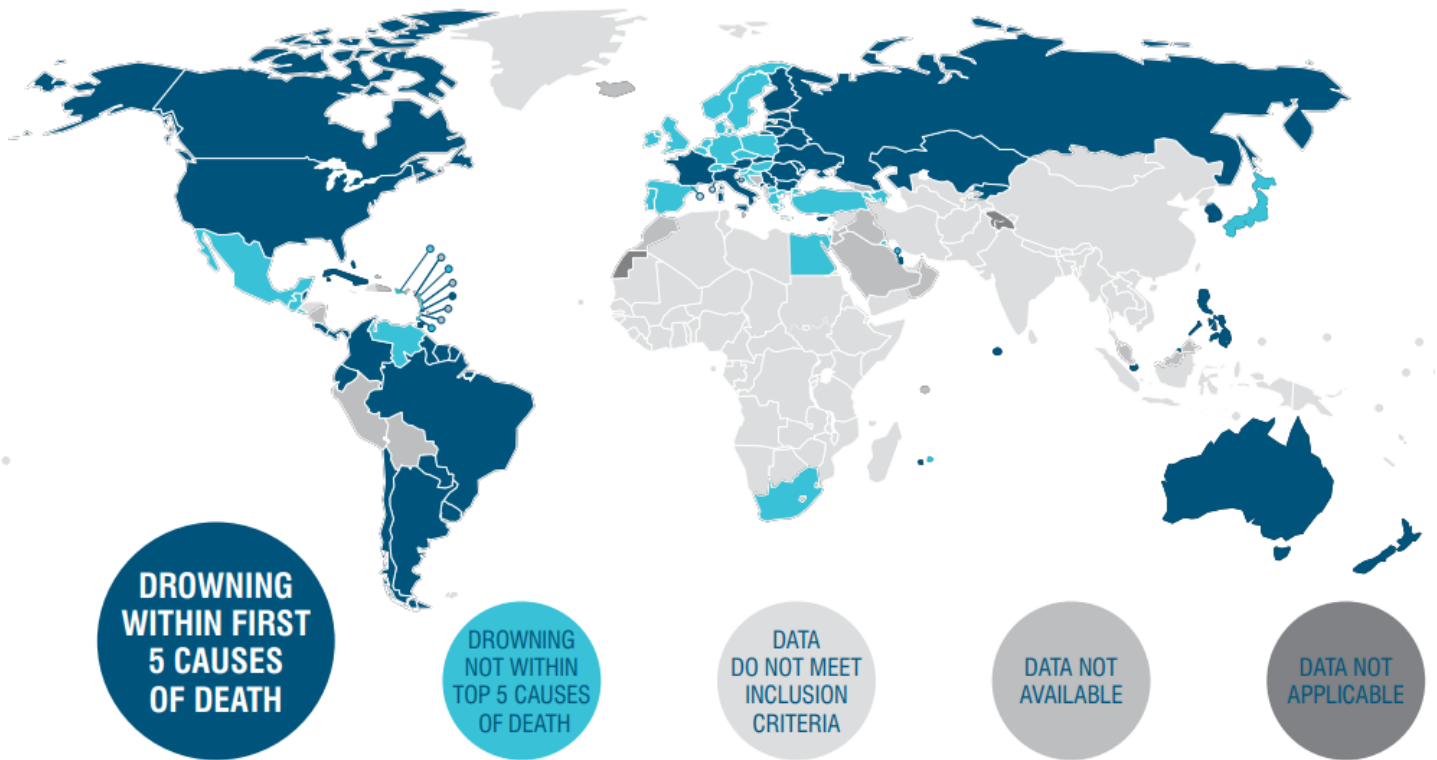 DROWNING
WITHIN FIRST
5 CAUSES
OF DEATH
DROWNING
NOT WITHIN
TOP 5 CAUSES
OF DEATH
DATA
DO NOT MEET
INCLUSION
CRITERIA
DATA NOT
AVAILABLE
DATA NOT
APPLICABLE